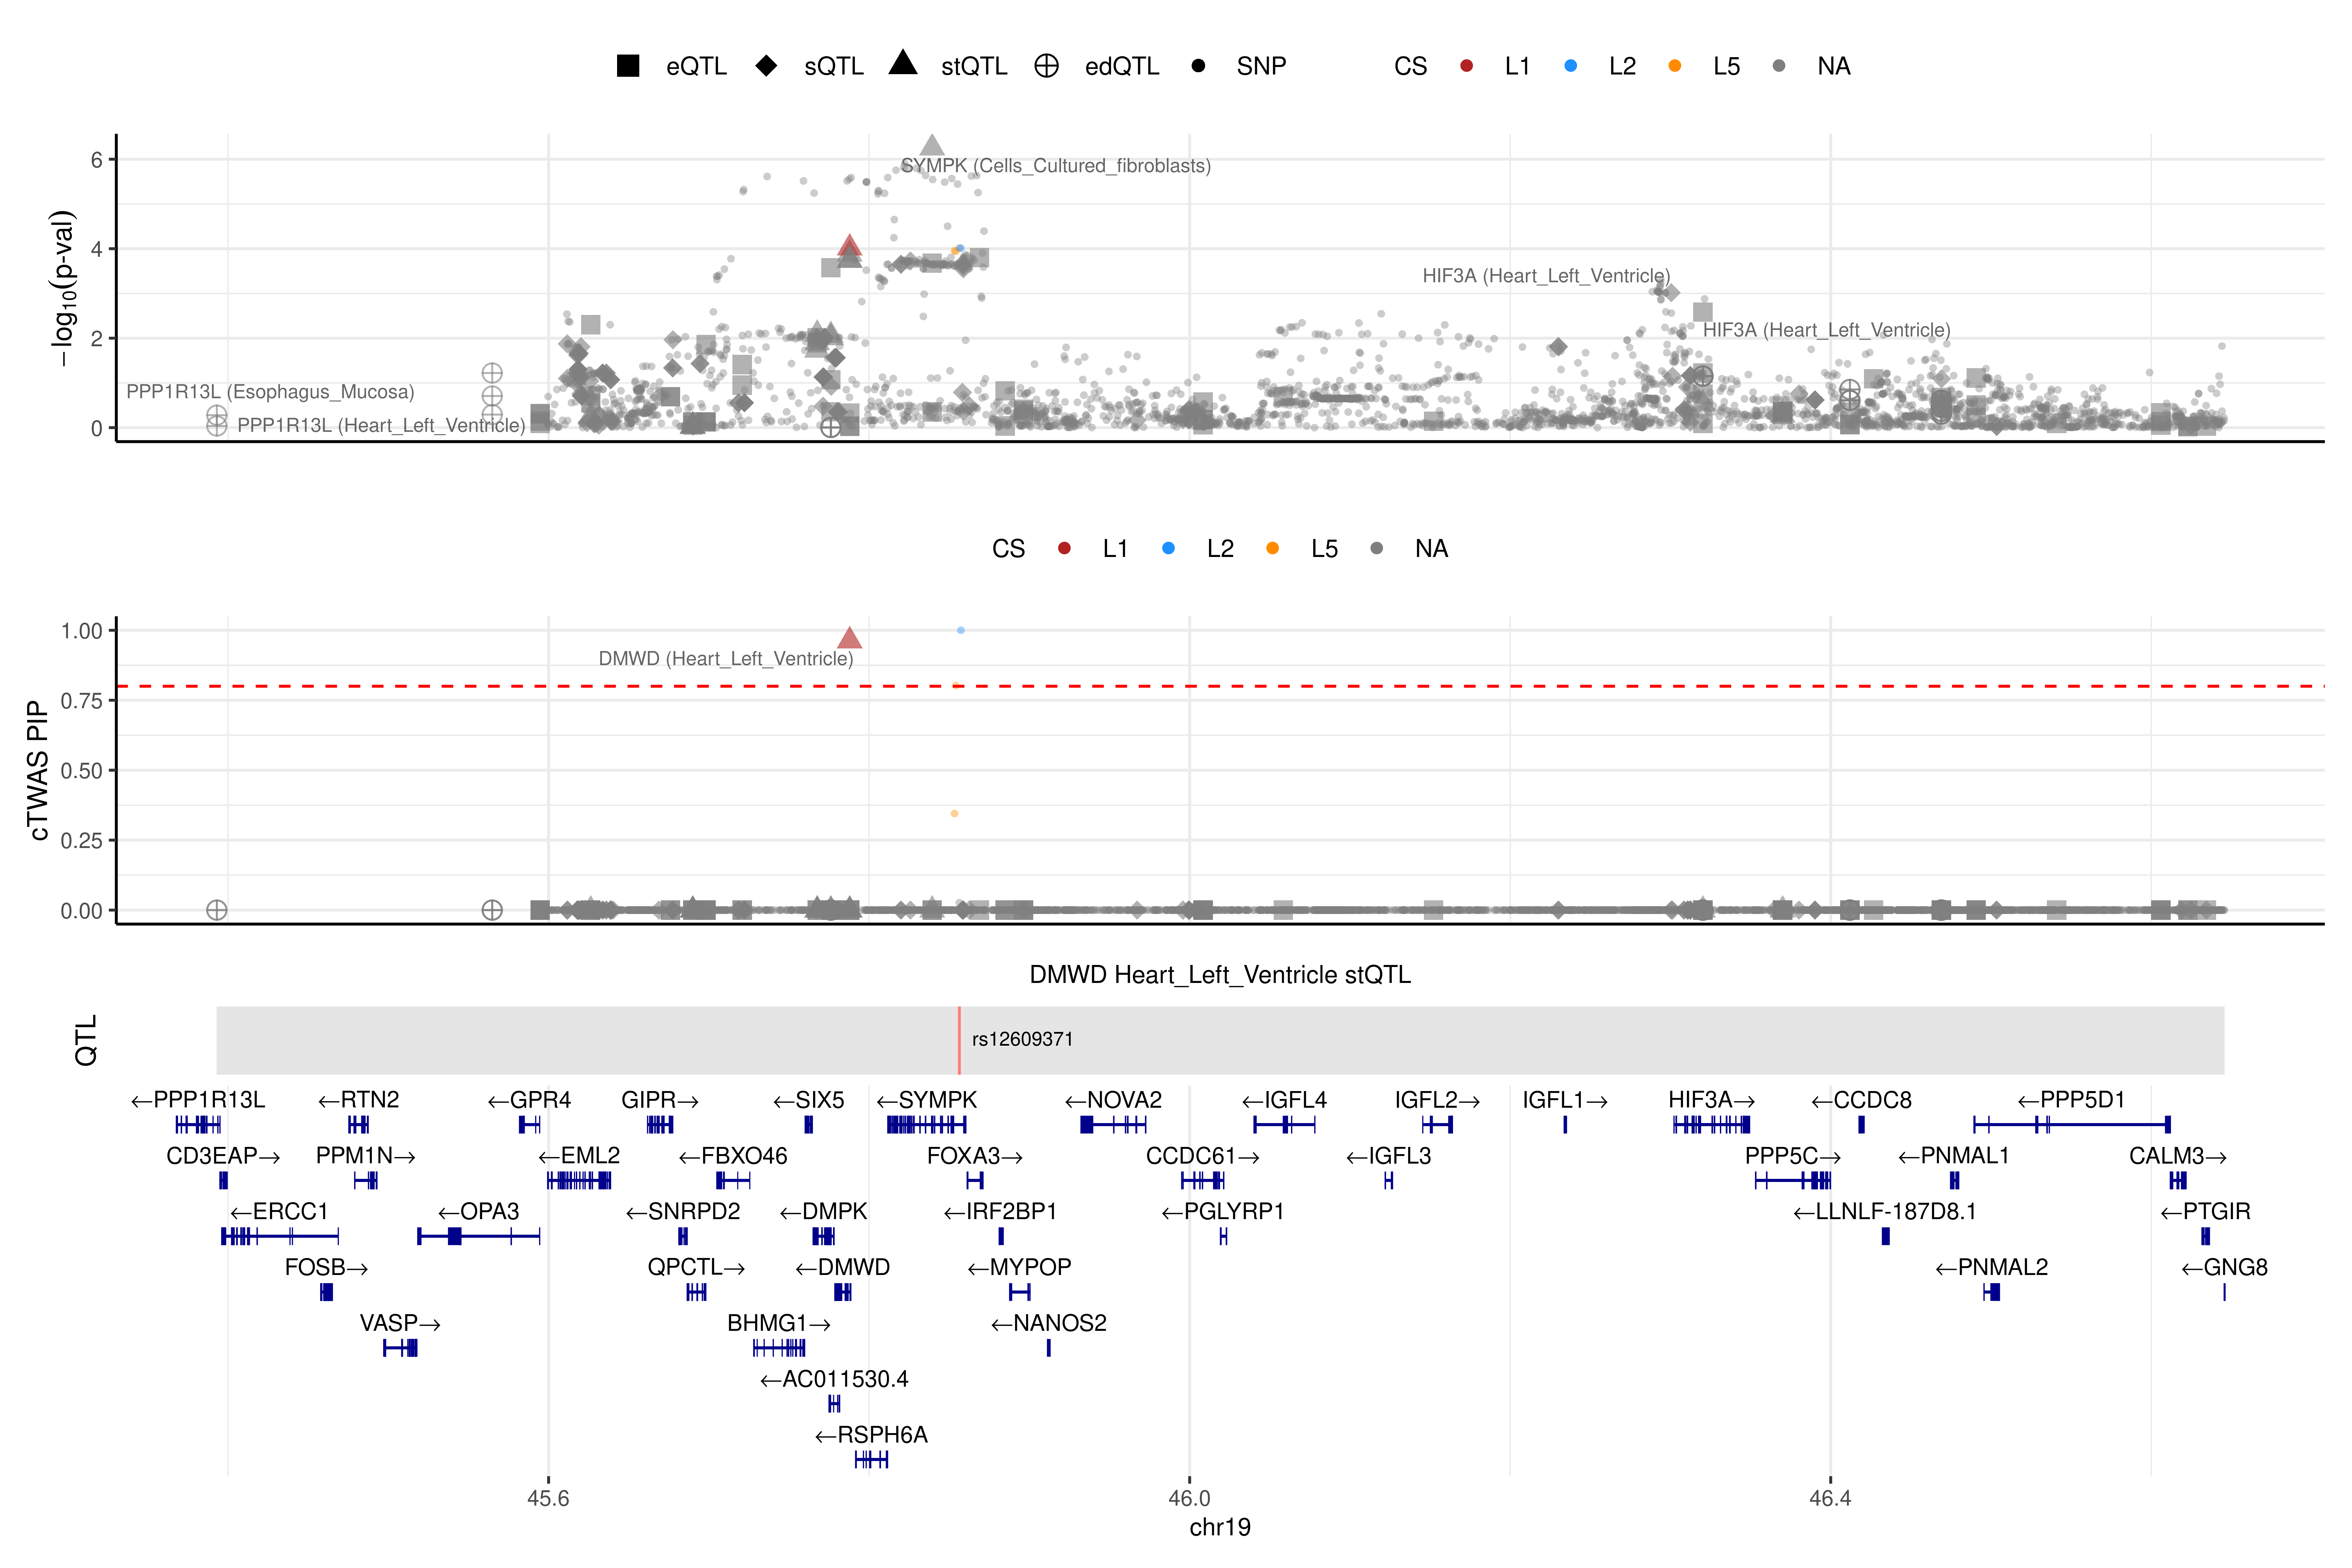 eQTL sQTL stQTL edQTL SNP CS L1 L2 L5 NA
−log10(p-val)
6
4
2
0
SYMPK (Cells_Cultured_fibroblasts)
HIF3A (Heart_Left_Ventricle)
HIF3A (Heart_Left_Ventricle)
PPP1R13L (Esophagus_Mucosa)
PPP1R13L (Heart_Left_Ventricle)
CS L1 L2 L5 NA
cTWAS PIP
1.00
0.75
0.50
0.25
0.00
DMWD (Heart_Left_Ventricle)
DMWD Heart_Left_Ventricle stQTL
QTL
rs12609371
←PPP1R13L ←RTN2 ←GPR4 GIPR→ ←SIX5 ←SYMPK ←NOVA2 ←IGFL4 IGFL2→ IGFL1→ HIF3A→ ←CCDC8 ←PPP5D1
CD3EAP→ PPM1N→ ←EML2 ←FBXO46 FOXA3→ CCDC61→ ←IGFL3 PPP5C→ ←PNMAL1 CALM3→
←ERCC1 ←OPA3 ←SNRPD2 ←DMPK ←IRF2BP1 ←PGLYRP1 ←LLNLF-187D8.1 ←PTGIR
FOSB→ QPCTL→ ←DMWD ←MYPOP ←PNMAL2 ←GNG8
VASP→ BHMG1→ ←NANOS2
←AC011530.4
←RSPH6A
45.6 46.0 46.4
chr19